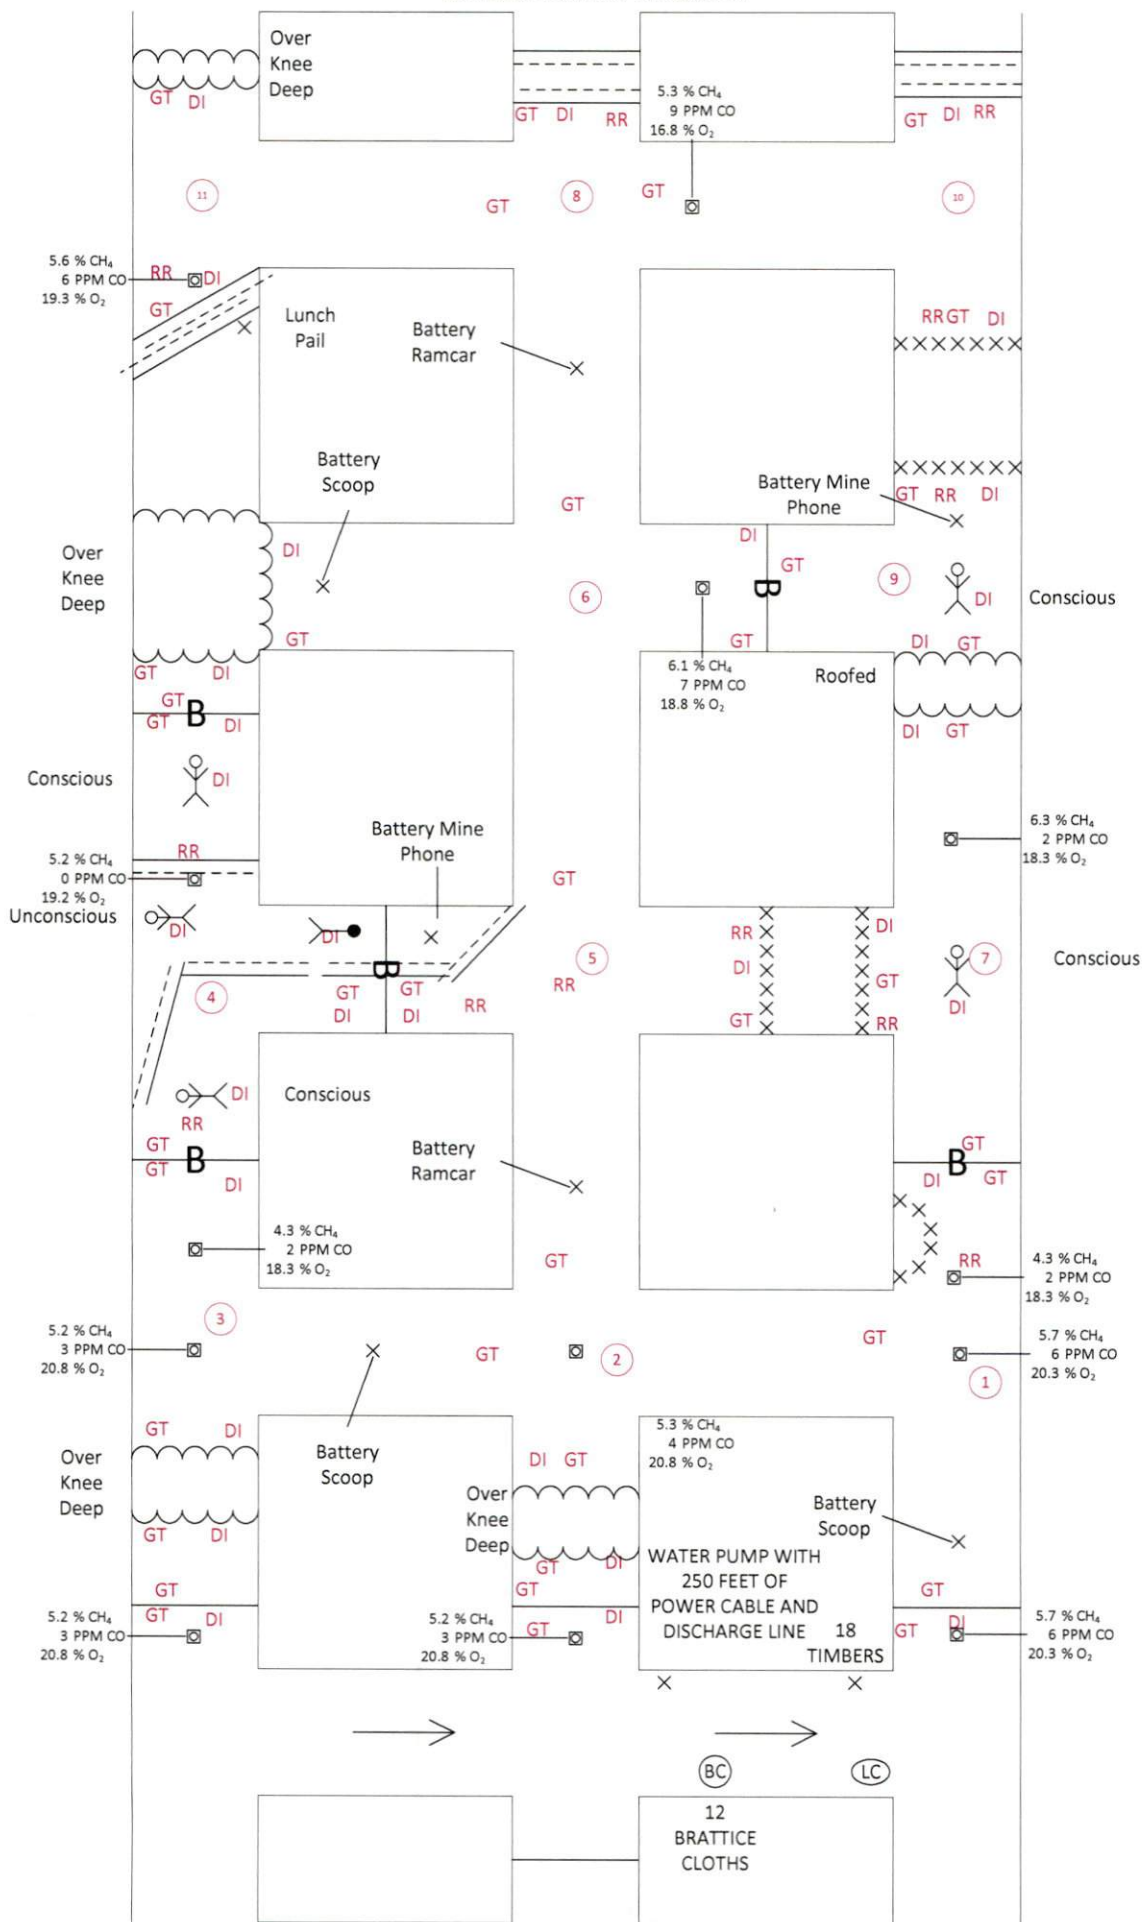 Over
Knee
Deep
GT DI
GT DI RR
5.3 % CH₄
9 PPM CO
16.8 % O₂
GT DI RR
11
GT
8
GT
10
5.6 % CH₄
6 PPM CO
19.3 % O₂
RR DI
GT
Lunch
Pail
Battery
Ramcar
RR GT DI
Battery
Scoop
GT
Battery Mine
Phone
GT RR DI
Over
Knee
Deep
DI
GT
6
DI
GT
B
GT
9
DI
Conscious
GT DI
6.1 % CH₄
7 PPM CO
18.8 % O₂
Roofed
DI GT
DI GT
GT
GT B DI
Conscious
DI
Battery Mine
Phone
6.3 % CH₄
2 PPM CO
18.3 % O₂
RR
5.2 % CH₄
0 PPM CO
19.2 % O₂
GT
Unconscious
DI
DI
B
GT GT
DI DI
RR
5
RR
RR
DI
GT
DI
GT
RR
7
DI
Conscious
4
DI
Conscious
RR
GT
GT B DI
Battery
Ramcar
GT
B
DI GT
4.3 % CH₄
2 PPM CO
18.3 % O₂
GT
RR
4.3 % CH₄
2 PPM CO
18.3 % O₂
3
5.2 % CH₄
3 PPM CO
20.8 % O₂
GT
2
GT
5.7 % CH₄
6 PPM CO
20.3 % O₂
1
GT DI
Over
Knee
Deep
GT DI
Battery
Scoop
DI GT
Over
Knee
Deep
GT DI
5.3 % CH₄
4 PPM CO
20.8 % O₂
Battery
Scoop
WATER PUMP WITH
250 FEET OF
POWER CABLE AND
DISCHARGE LINE
18
TIMBERS
GT
GT DI
5.2 % CH₄
3 PPM CO
20.8 % O₂
GT
GT DI
5.2 % CH₄
3 PPM CO
20.8 % O₂
GT
GT DI
5.7 % CH₄
6 PPM CO
20.3 % O₂
BC
LC
12
BRATTICE
CLOTHS